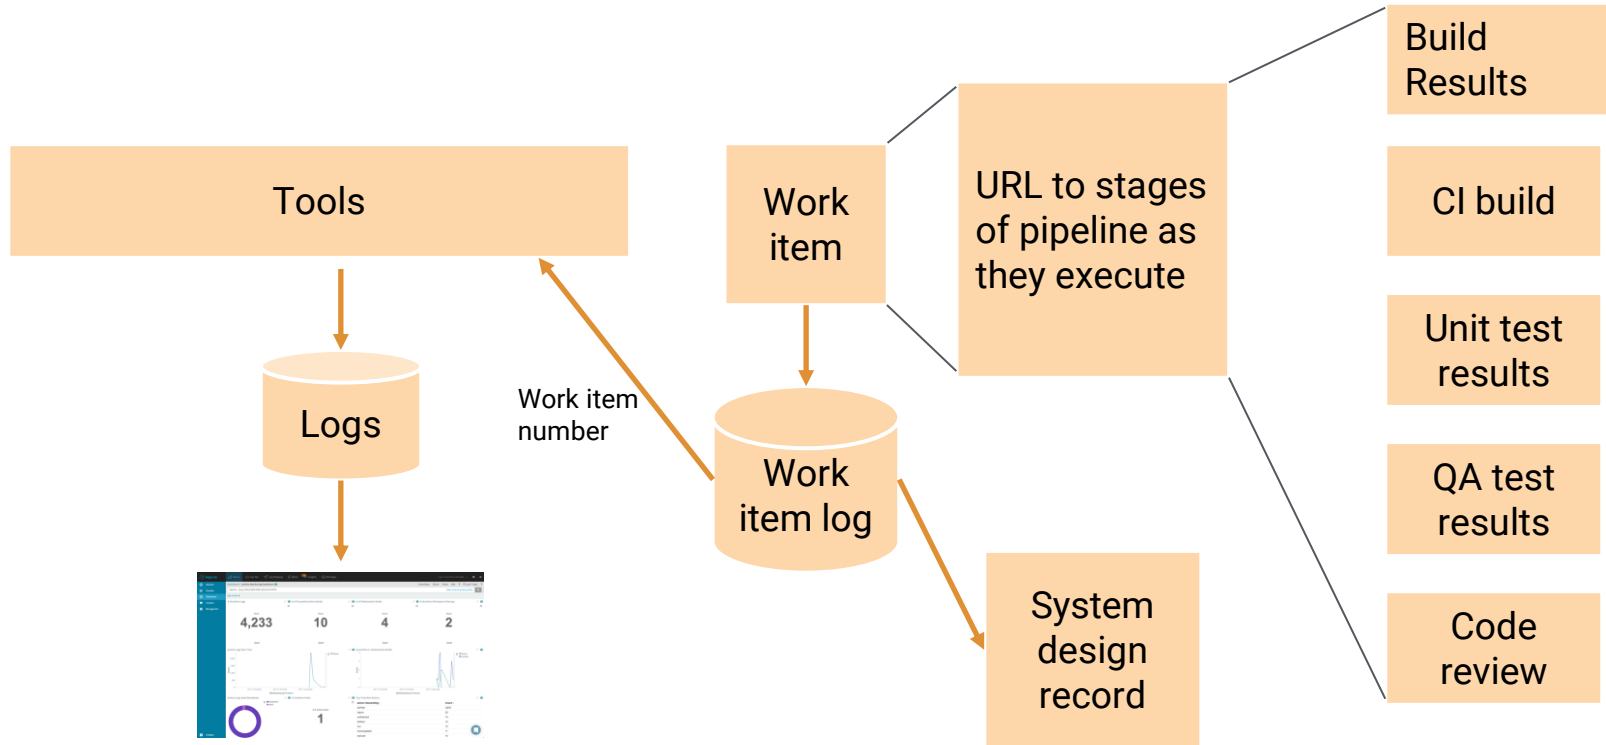 Build
Results
Tools
Work
item
URL to stages
of pipeline as
they execute
CI build
Unit test
results
Logs
Work item
number
Work
item log
QA test
results
System
design
record
Code
review
4,233
10
4
2
1